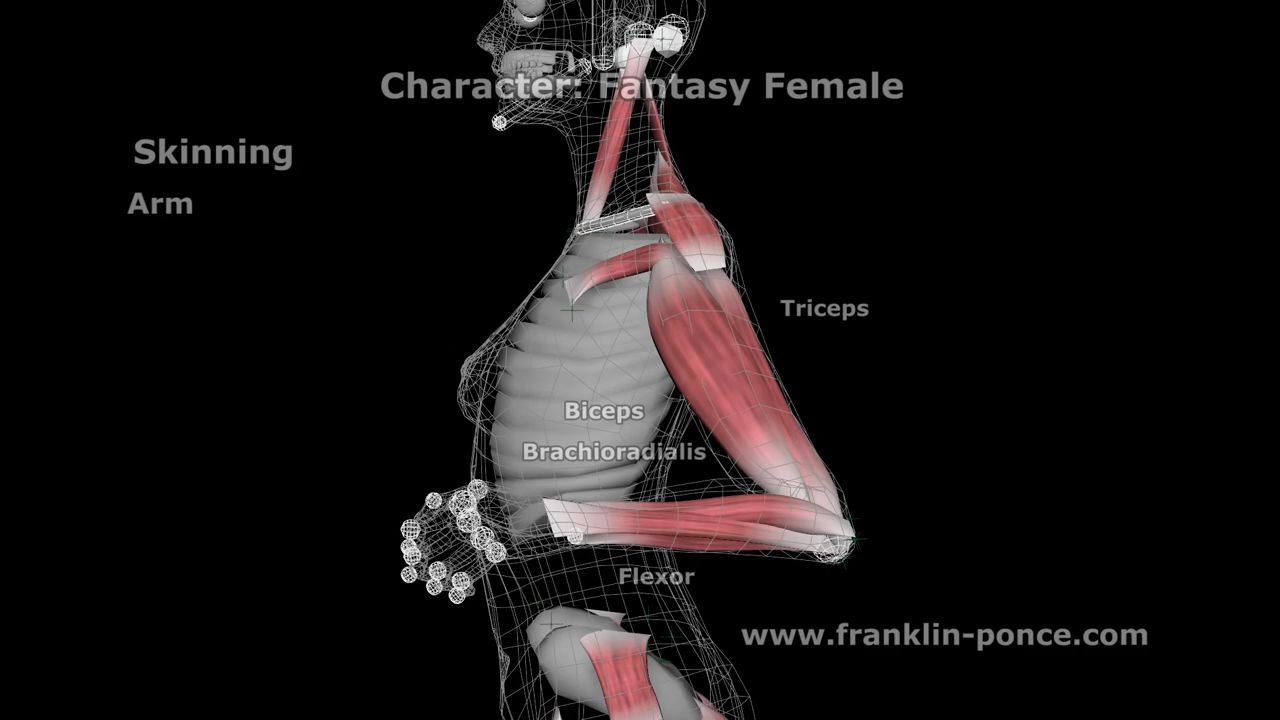 Character: Fantasy Female
Skinning
Arm
Triceps
Biceps
Brachioradialis
Flexor
www.franklin-ponce.com